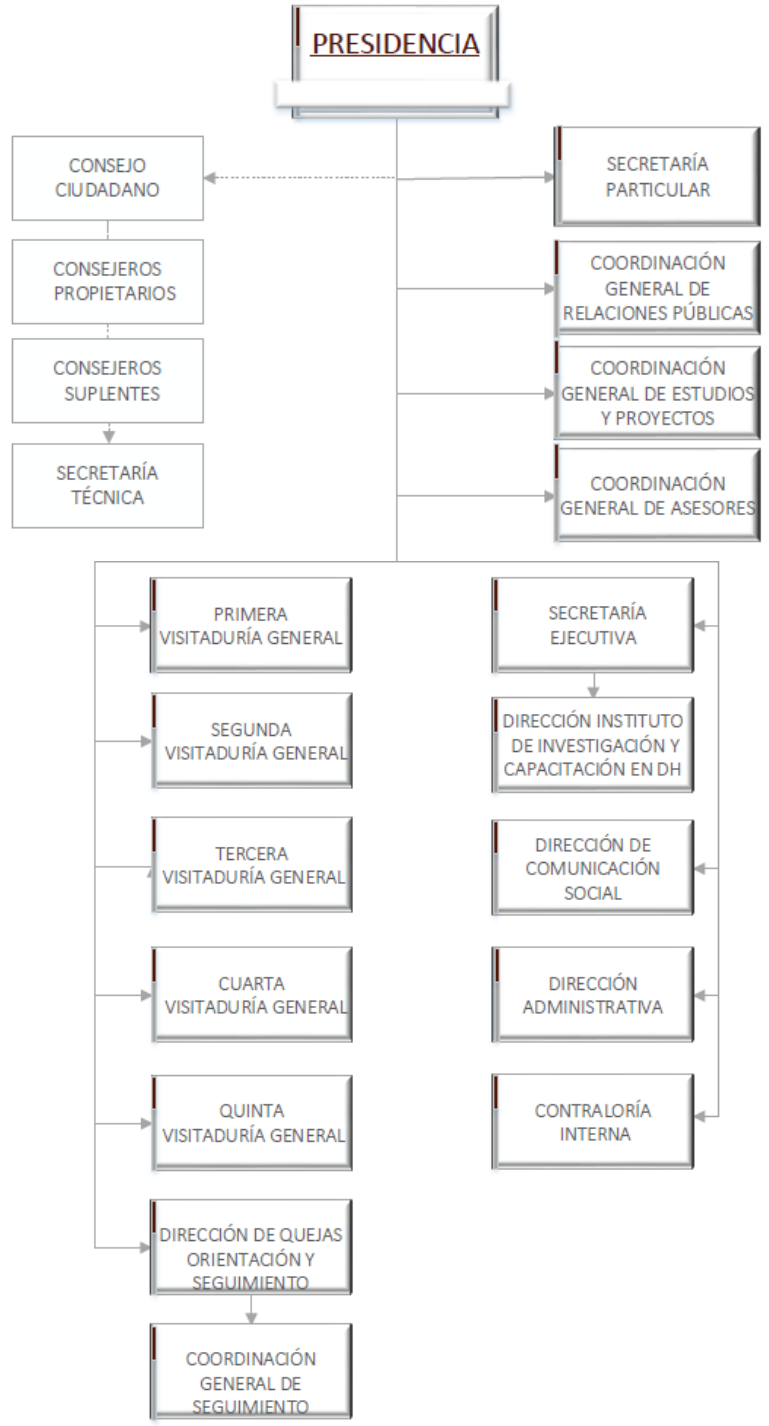 PRESIDENCIA
CONSEJO
CIUDADANO
CONSEJEROS
PROPIETARIOS
CONSEJEROS
SUPLENTES
SECRETARÍA
TÉCNICA
SECRETARÍA
PARTICULAR
COORDINACIÓN
GENERAL DE
RELACIONES PÚBLICAS
COORDINACIÓN
GENERAL DE ESTUDIOS
Y PROYECTOS
COORDINACIÓN
GENERAL DE ASESORES
PRIMERA
VISITADURÍA GENERAL
SEGUNDA
VISITADURÍA GENERAL
TERCERA
VISITADURÍA GENERAL
CUARTA
VISITADURÍA GENERAL
QUINTA
VISITADURÍA GENERAL
DIRECCIÓN DE QUEJAS
ORIENTACIÓN Y
SEGUIMIENTO
COORDINACIÓN
GENERAL DE
SEGUIMIENTO
SECRETARÍA
EJECUTIVA
DIRECCIÓN INSTITUTO
DE INVESTIGACIÓN Y
CAPACITACIÓN EN DH
DIRECCIÓN DE
COMUNICACIÓN
SOCIAL
DIRECCIÓN
ADMINISTRATIVA
CONTRALORÍA
INTERNA